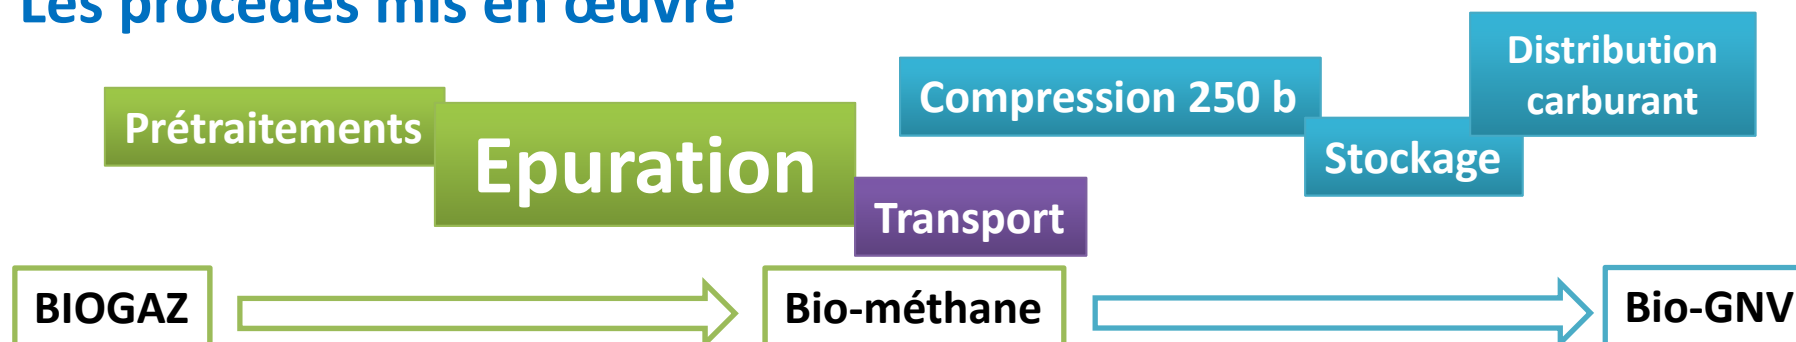 Les procédés mis en œuvre
Prétraitements
Epuration
Transport
Compression 250 b
Stockage
Distribution
carburant
BIOGAZ
Bio-méthane
Bio-GNV